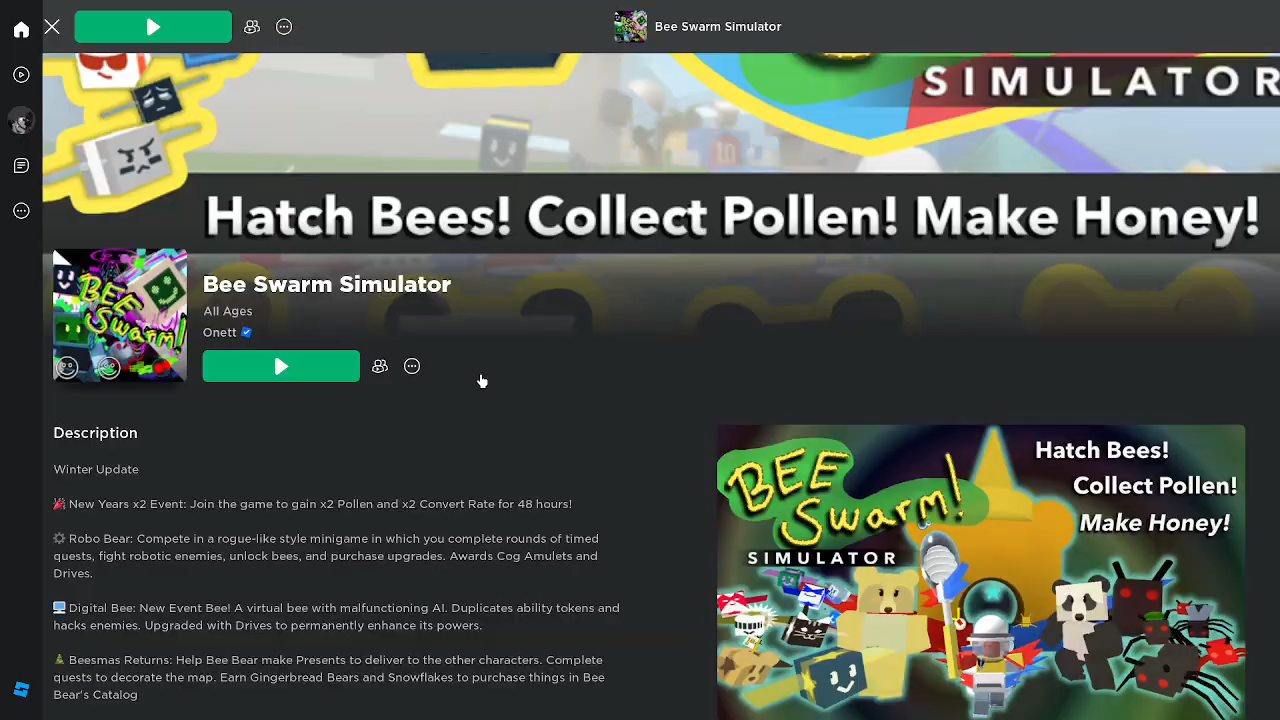 Bee Swarm Simulator
SIMULATOR
10
Hatch Bees! Collect Pollen! Make Honey!
BEE
Swarm!
Bee Swarm Simulator
All Ages
Onett
Description
Winter Update
🎉 New Years x2 Event: Join the game to gain x2 Pollen and x2 Convert Rate for 48 hours!
⚙ Robo Bear: Compete in a rogue-like style minigame in which you complete rounds of timed
quests, fight robotic enemies, unlock bees, and purchase upgrades. Awards Cog Amulets and
Drives.
🖥 Digital Bee: New Event Bee! A virtual bee with malfunctioning AI. Duplicates ability tokens and
hacks enemies. Upgraded with Drives to permanently enhance its powers.
🎄 Beesmas Returns: Help Bee Bear make Presents to deliver to the other characters. Complete
quests to decorate the map. Earn Gingerbread Bears and Snowflakes to purchase things in Bee
Bear's Catalog
BEE
Swarm!
SIMULATOR
Hatch Bees!
Collect Pollen!
Make Honey!